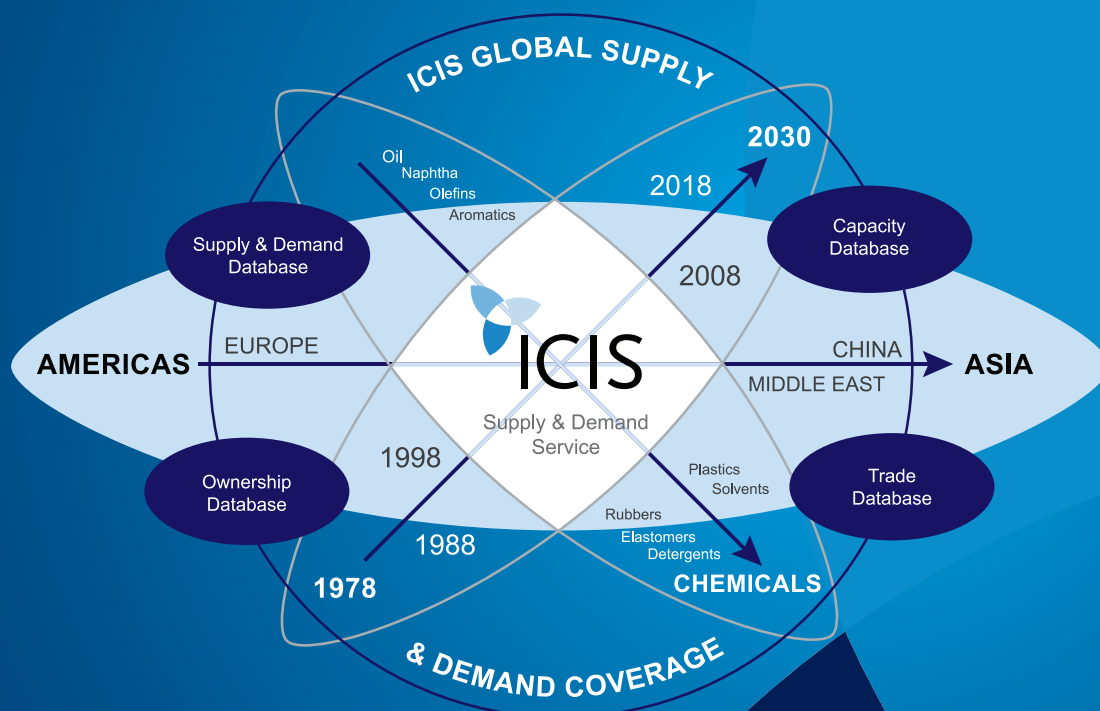 ICIS GLOBAL SUPPLY
2030
Oil
Naphtha
Olefins
Aromatics
2018
Supply & Demand
Database
Capacity
Database
2008
AMERICAS
EUROPE
ICIS
Supply & Demand
Service
CHINA
MIDDLE EAST
ASIA
1998
Ownership
Database
Plastics
Solvents
Trade
Database
Rubbers
Elastomers
Detergents
1988
1978
CHEMICALS
& DEMAND COVERAGE